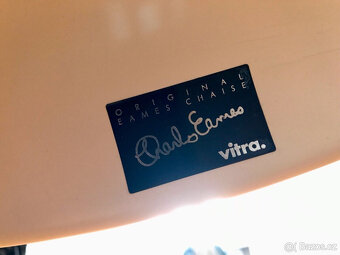 ORIGINAL
EAMES CHAISE
Charles Eames
vitra.
Bazos.cz